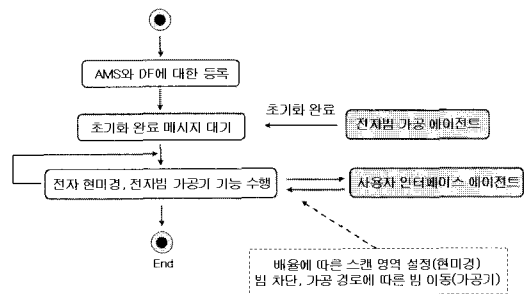 AMS와 DF에 대한 등록
초기화 완료
초기화 완료 메시지 대기
전자빔 가공 에이전트
전자 현미경, 전자빔 가공기 기능 수행
사용자 인터페이스 에이전트
End
배율에 따른 스캔 영역 설정(현미경)
빔 차단, 가공 경로에 따른 빔 이동(가공기)